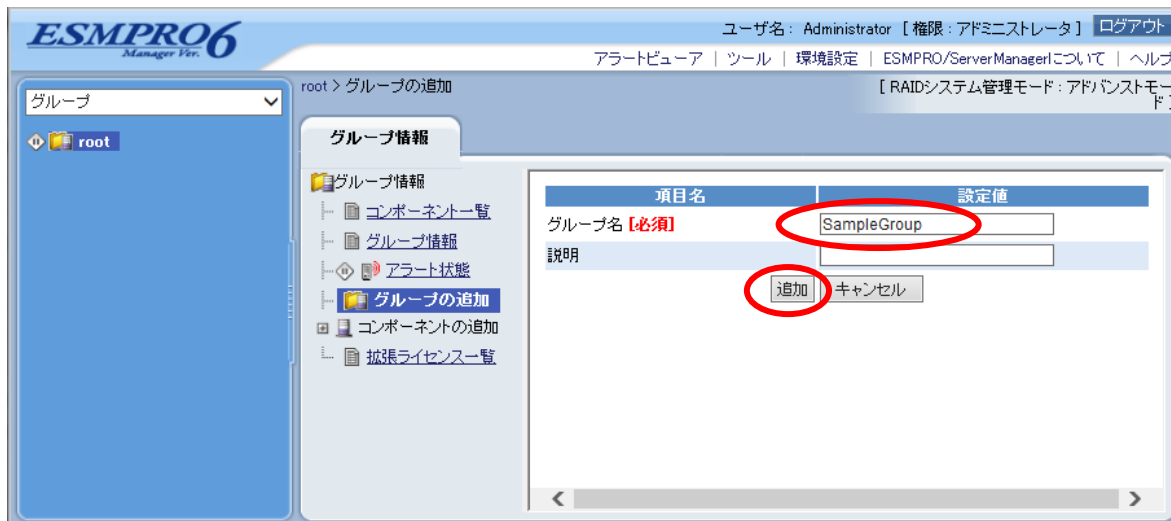 ESMPRO6
Manager Ver.
ユーザ名： Administrator [ 権限：アドミニストレータ ] ログアウト
アラートビューア | ツール | 環境設定 | ESMPRO/ServerManagerについて | ヘルプ
グループ
root > グループの追加
[ RAIDシステム管理モード：アドバンストモード ]
root
グループ情報
グループ情報
コンポーネント一覧
グループ情報
アラート状態
グループの追加
コンポーネントの追加
拡張ライセンス一覧
項目名 設定値
グループ名 [必須] SampleGroup
説明
追加 キャンセル